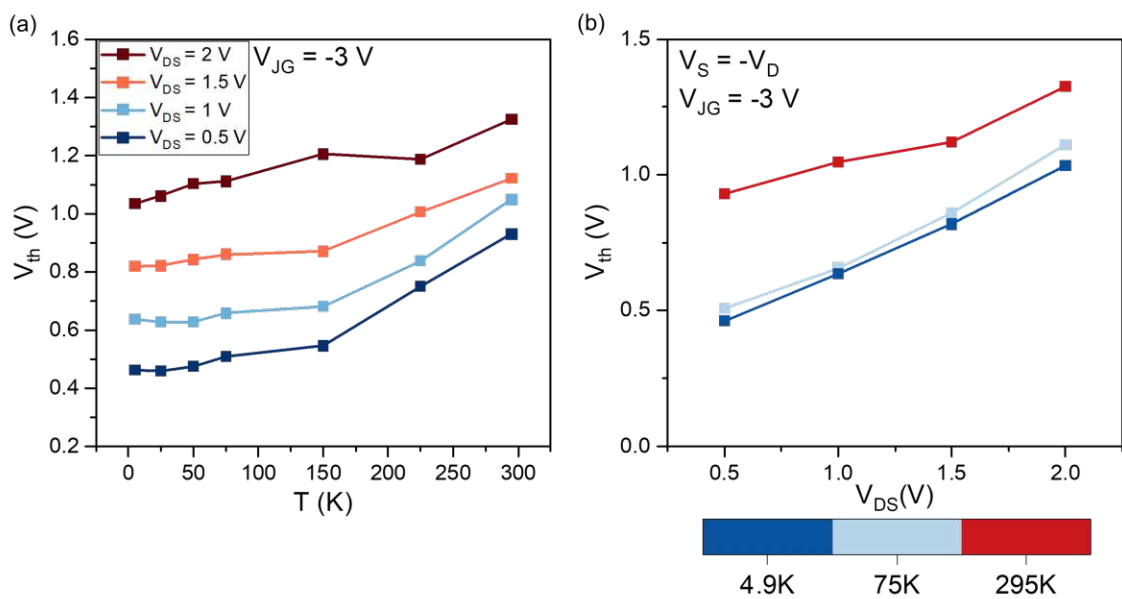 (a)
1.6
1.4
1.2
1.0
0.8
0.6
0.4
0.2
V_th (V)
V_DS = 2 V
V_DS = 1.5 V
V_DS = 1 V
V_DS = 0.5 V
V_JG = -3 V
0 50 100 150 200 250 300
T (K)
(b)
1.5
1.0
0.5
0.0
V_th (V)
V_S = -V_D
V_JG = -3 V
0.5 1.0 1.5 2.0
V_DS(V)
4.9K 75K 295K